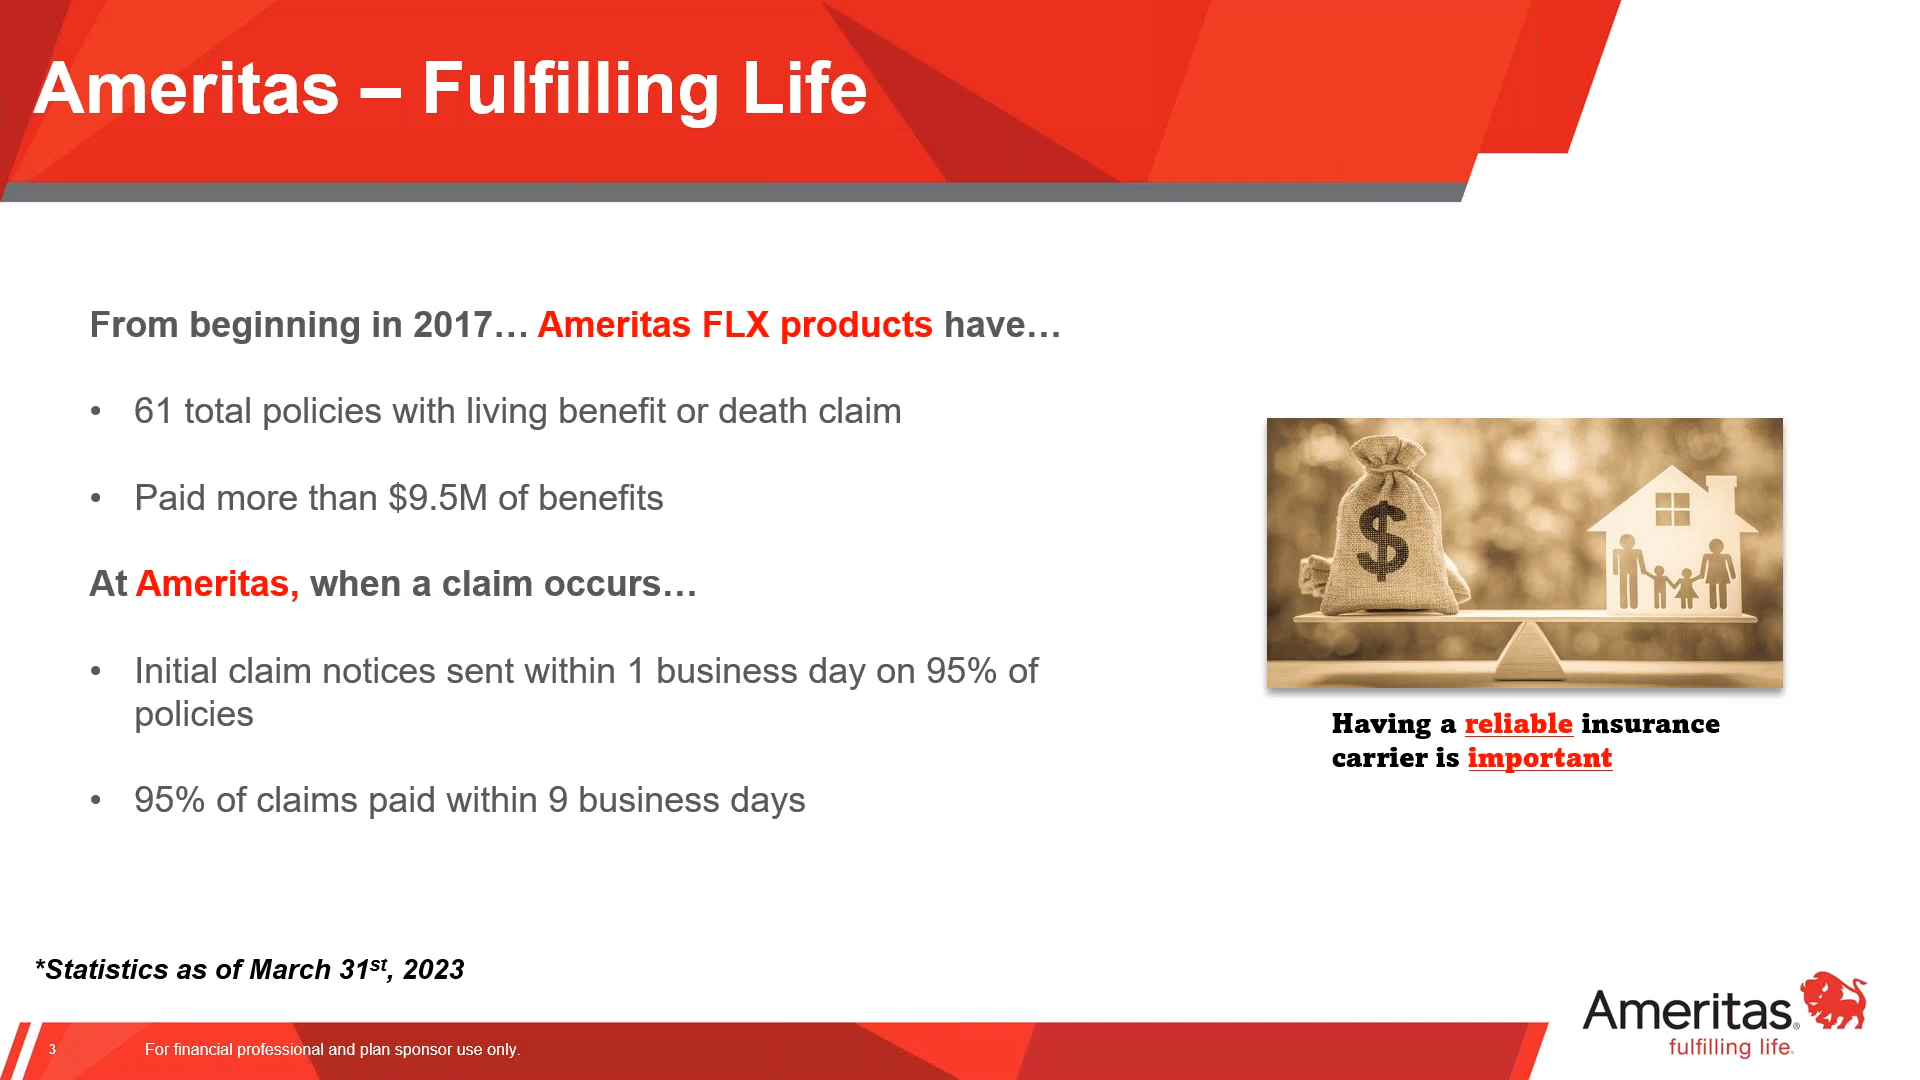 Ameritas – Fulfilling Life
From beginning in 2017… Ameritas FLX products have…
• 61 total policies with living benefit or death claim
• Paid more than $9.5M of benefits
At Ameritas, when a claim occurs…
• Initial claim notices sent within 1 business day on 95% of
policies
• 95% of claims paid within 9 business days
$
Having a reliable insurance
carrier is important
*Statistics as of March 31st, 2023
3 For financial professional and plan sponsor use only.
Ameritas®
fulfilling life.